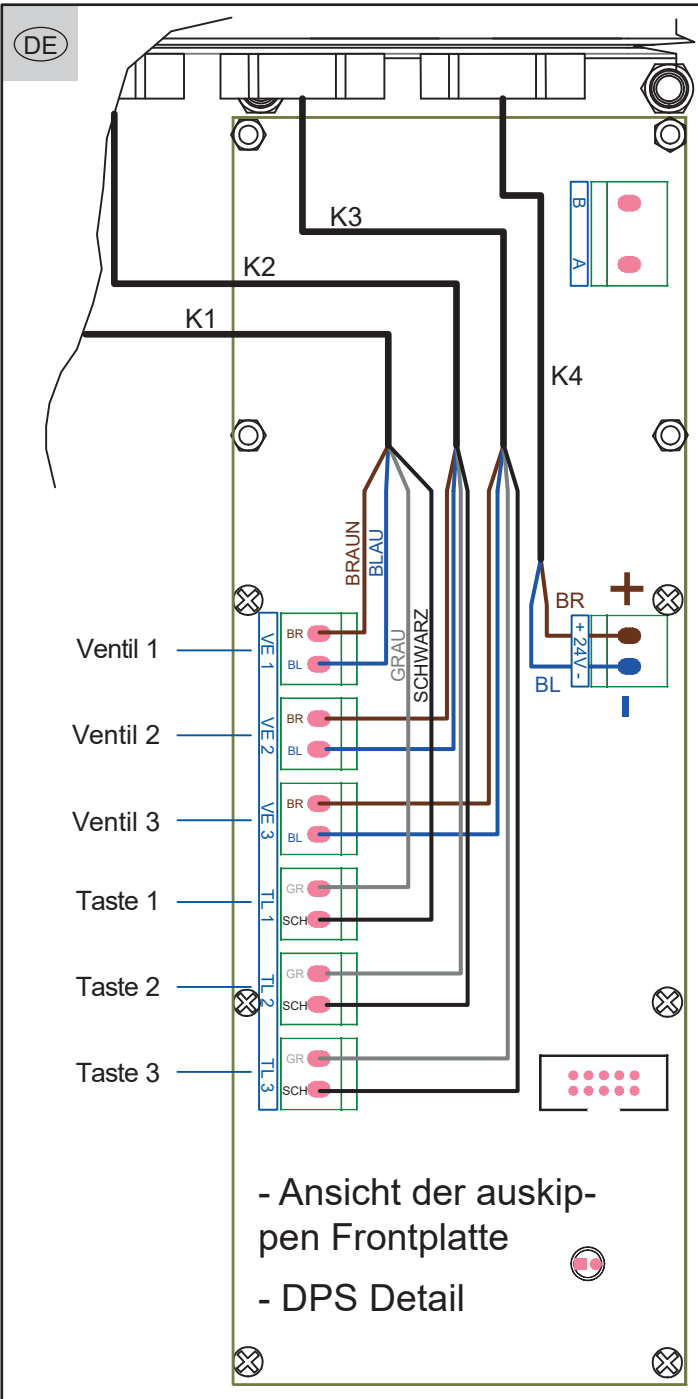 DE
K3
K2
K1
K4
B
A
BRAUN
BLAU
GRAU
SCHWARZ
BR
+
+ 24V -
BL
-
Ventil 1
VE 1
BR
BL
Ventil 2
VE 2
BR
BL
Ventil 3
VE 3
BR
BL
Taste 1
TL 1
GR
SCH
Taste 2
TL 2
GR
SCH
Taste 3
TL 3
GR
SCH
- Ansicht der auskip-
pen Frontplatte
- DPS Detail